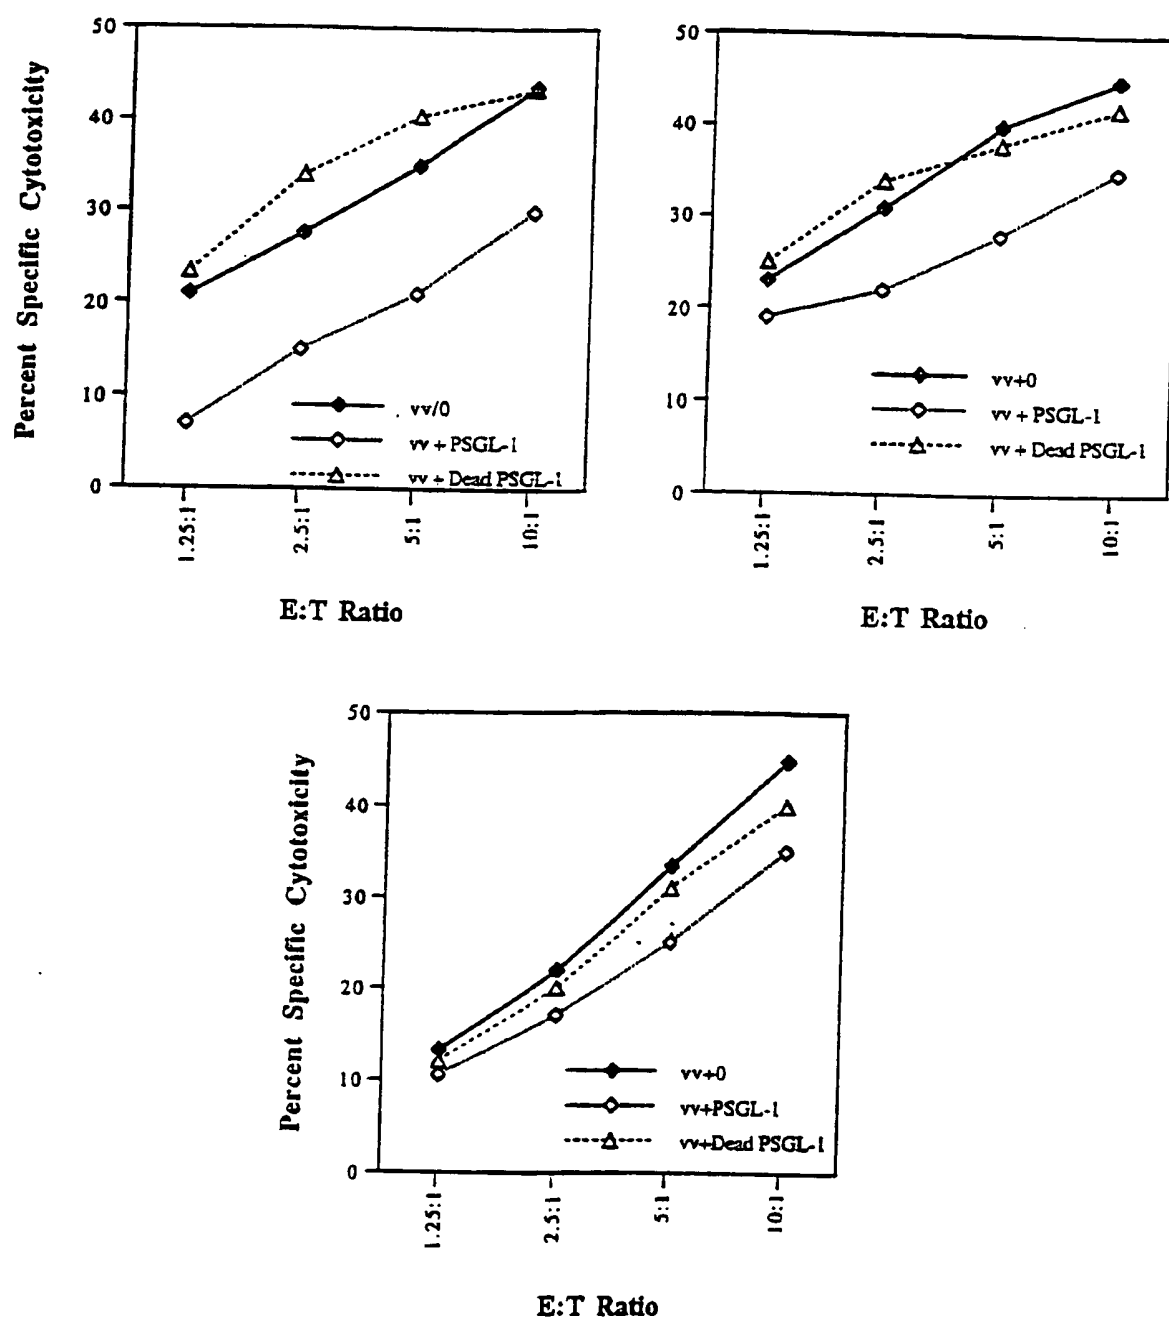 50
40
30
20
10
0
Percent Specific Cytotoxicity
vv/0
vv + PSGL-1
vv + Dead PSGL-1
1.25:1
2.5:1
5:1
10:1
E:T Ratio
50
40
30
20
10
0
vv+0
vv + PSGL-1
vv + Dead PSGL-1
1.25:1
2.5:1
5:1
10:1
E:T Ratio
50
40
30
20
10
0
Percent Specific Cytotoxicity
vv+0
vv+PSGL-1
vv+Dead PSGL-1
1.25:1
2.5:1
5:1
10:1
E:T Ratio